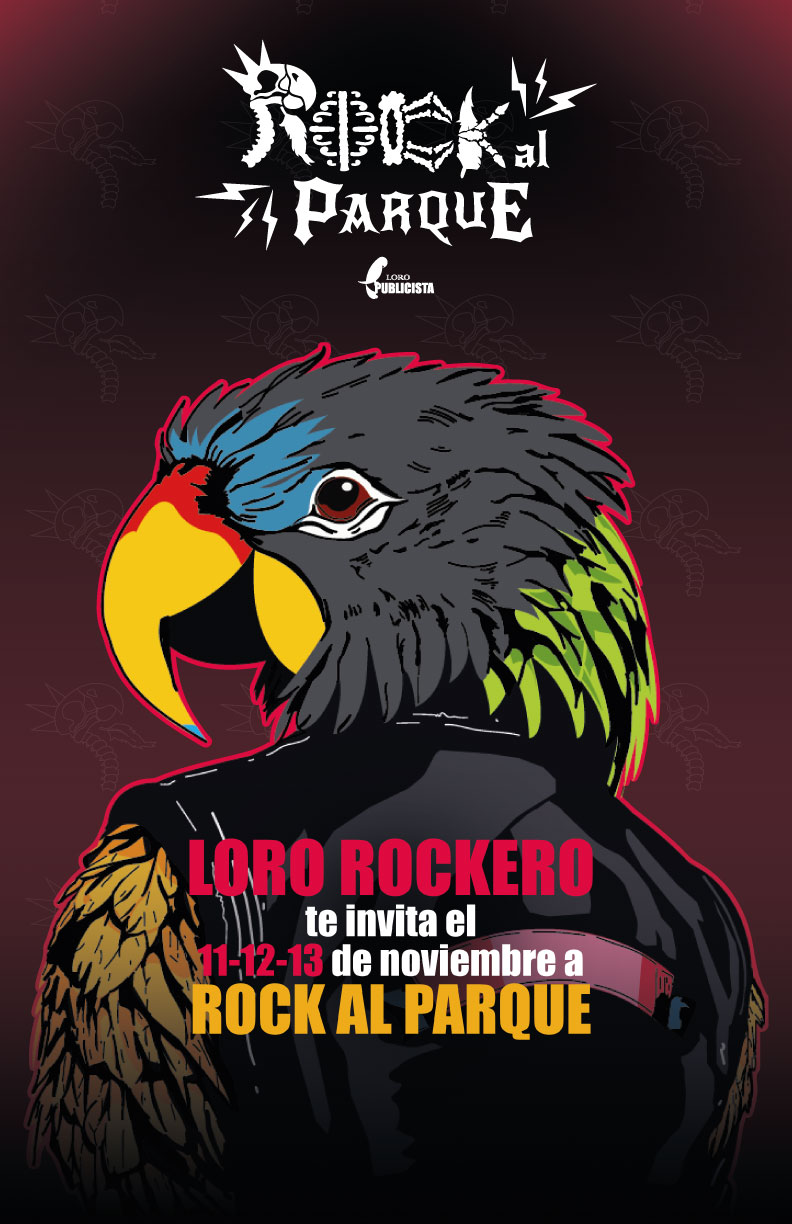 ROCK al
PARQUE
LORO
PUBLICISTA
LORO ROCKERO
te invita el
11-12-13 de noviembre a
ROCK AL PARQUE